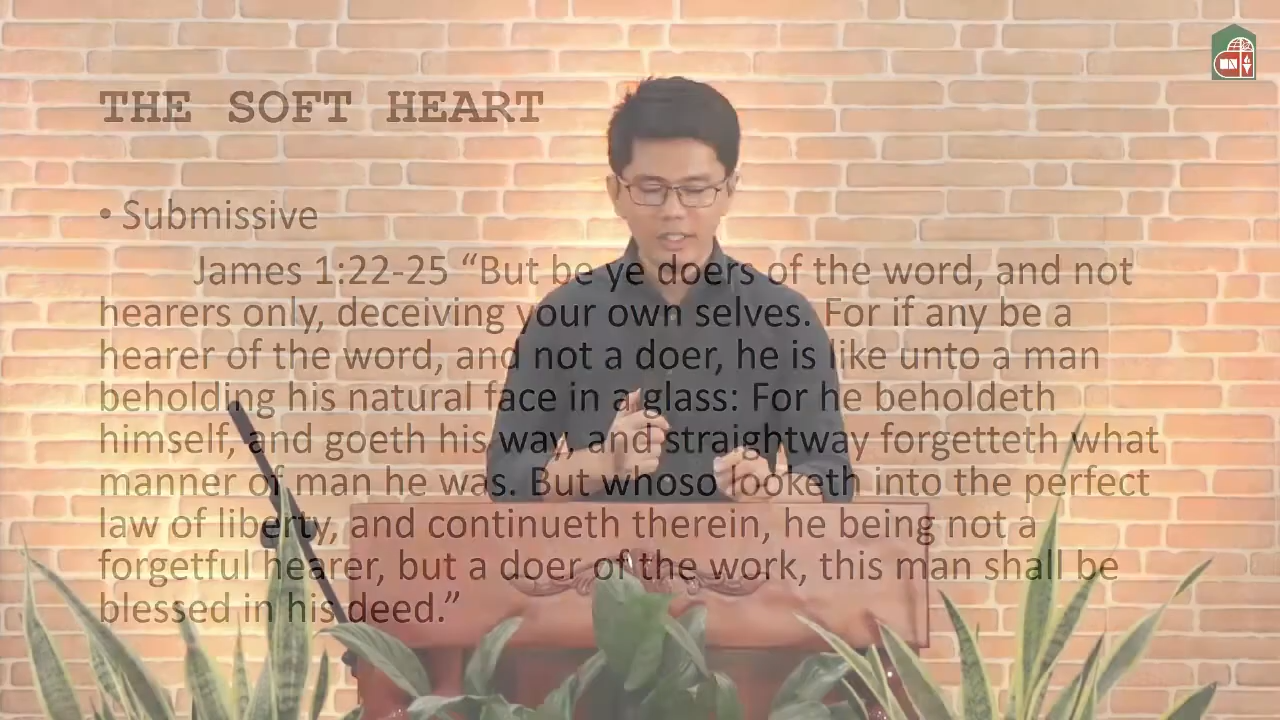 THE SOFT HEART
• Submissive
James 1:22-25 “But be ye doers of the word, and not
hearers only, deceiving your own selves. For if any be a
hearer of the word, and not a doer, he is like unto a man
beholding his natural face in a glass: For he beholdeth
himself, and goeth his way, and straightway forgetteth what
manner of man he was. But whoso looketh into the perfect
law of liberty, and continueth therein, he being not a
forgetful hearer, but a doer of the work, this man shall be
blessed in his deed.”